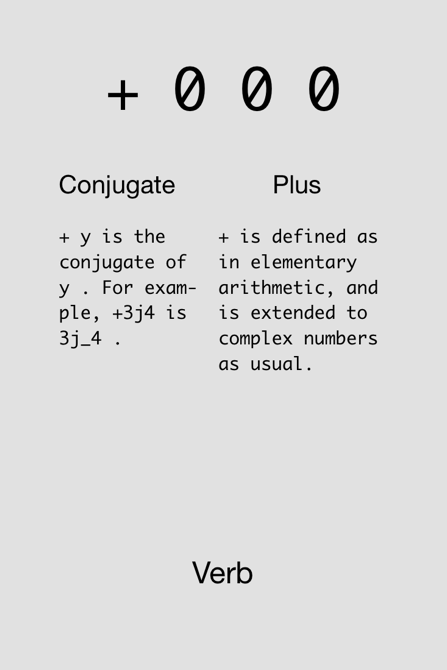 + 0 0 0
Conjugate
+ y is the
conjugate of
y . For exam-
ple, +3j4 is
3j_4 .
Plus
+ is defined as
in elementary
arithmetic, and
is extended to
complex numbers
as usual.
Verb